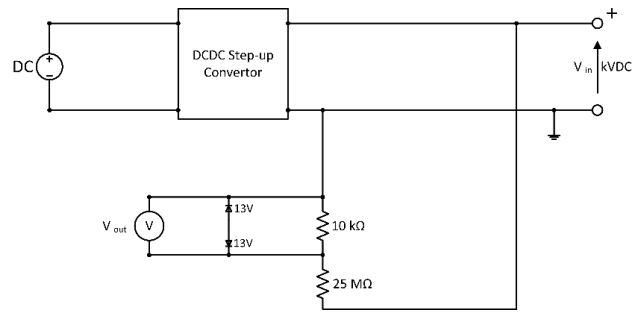 +
DC
+
−
DCDC Step-up
Convertor
V in kVDC
V out
V
13V
13V
10 kΩ
25 MΩ